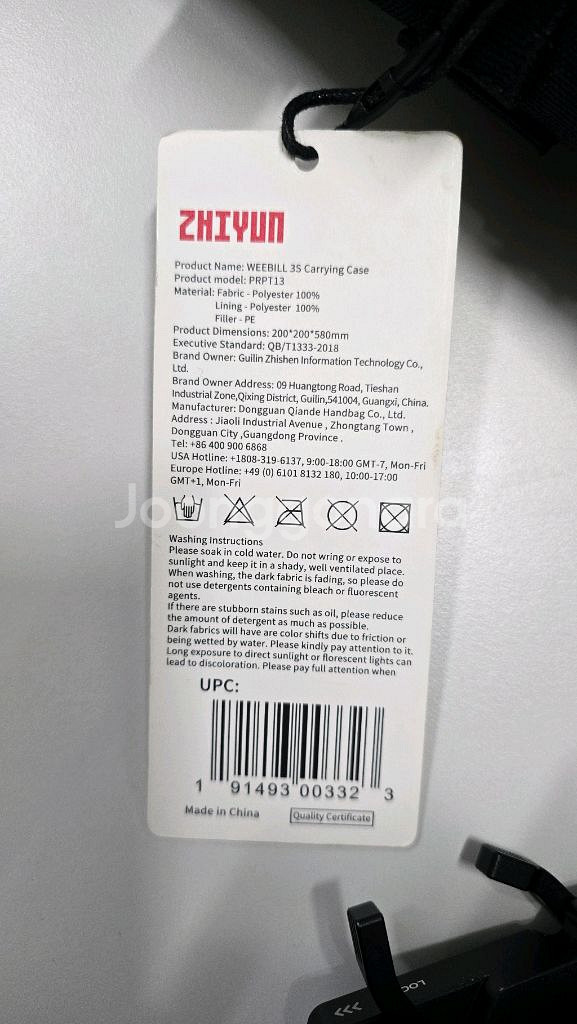 ZHIYUN
Product Name: WEEBILL 3S Carrying Case
Product model: PRPT13
Material: Fabric - Polyester 100%
Lining - Polyester 100%
Filler - PE
Product Dimensions: 200*200*580mm
Executive Standard: QB/T1333-2018
Brand Owner: Guilin Zhishen Information Technology Co.,
Ltd.
Brand Owner Address: 09 Huangtong Road, Tieshan
Industrial Zone,Qixing District, Guilin,541004, Guangxi, China.
Manufacturer: Dongguan Qiande Handbag Co., Ltd.
Address : Jiaoli Industrial Avenue , Zhongtang Town ,
Dongguan City ,Guangdong Province .
Tel: +86 400 900 6868
USA Hotline: +1808-319-6137, 9:00-18:00 GMT-7, Mon-Fri
Europe Hotline: +49 (0) 6101 8132 180, 10:00-17:00
GMT+1, Mon-Fri
Joonggonara
Washing Instructions
Please soak in cold water. Do not wring or expose to
sunlight and keep it in a shady, well ventilated place.
When washing, the dark fabric is fading, so please do
not use detergents containing bleach or fluorescent
agents.
If there are stubborn stains such as oil, please reduce
the amount of detergent as much as possible.
Dark fabrics will have are color shifts due to friction or
being wetted by water. Please kindly pay attention to it.
Long exposure to direct sunlight or florescent lights can
lead to discoloration. Please pay full attention when
UPC:
1 91493 00332 3
Made in China
Quality Certificate
LOC